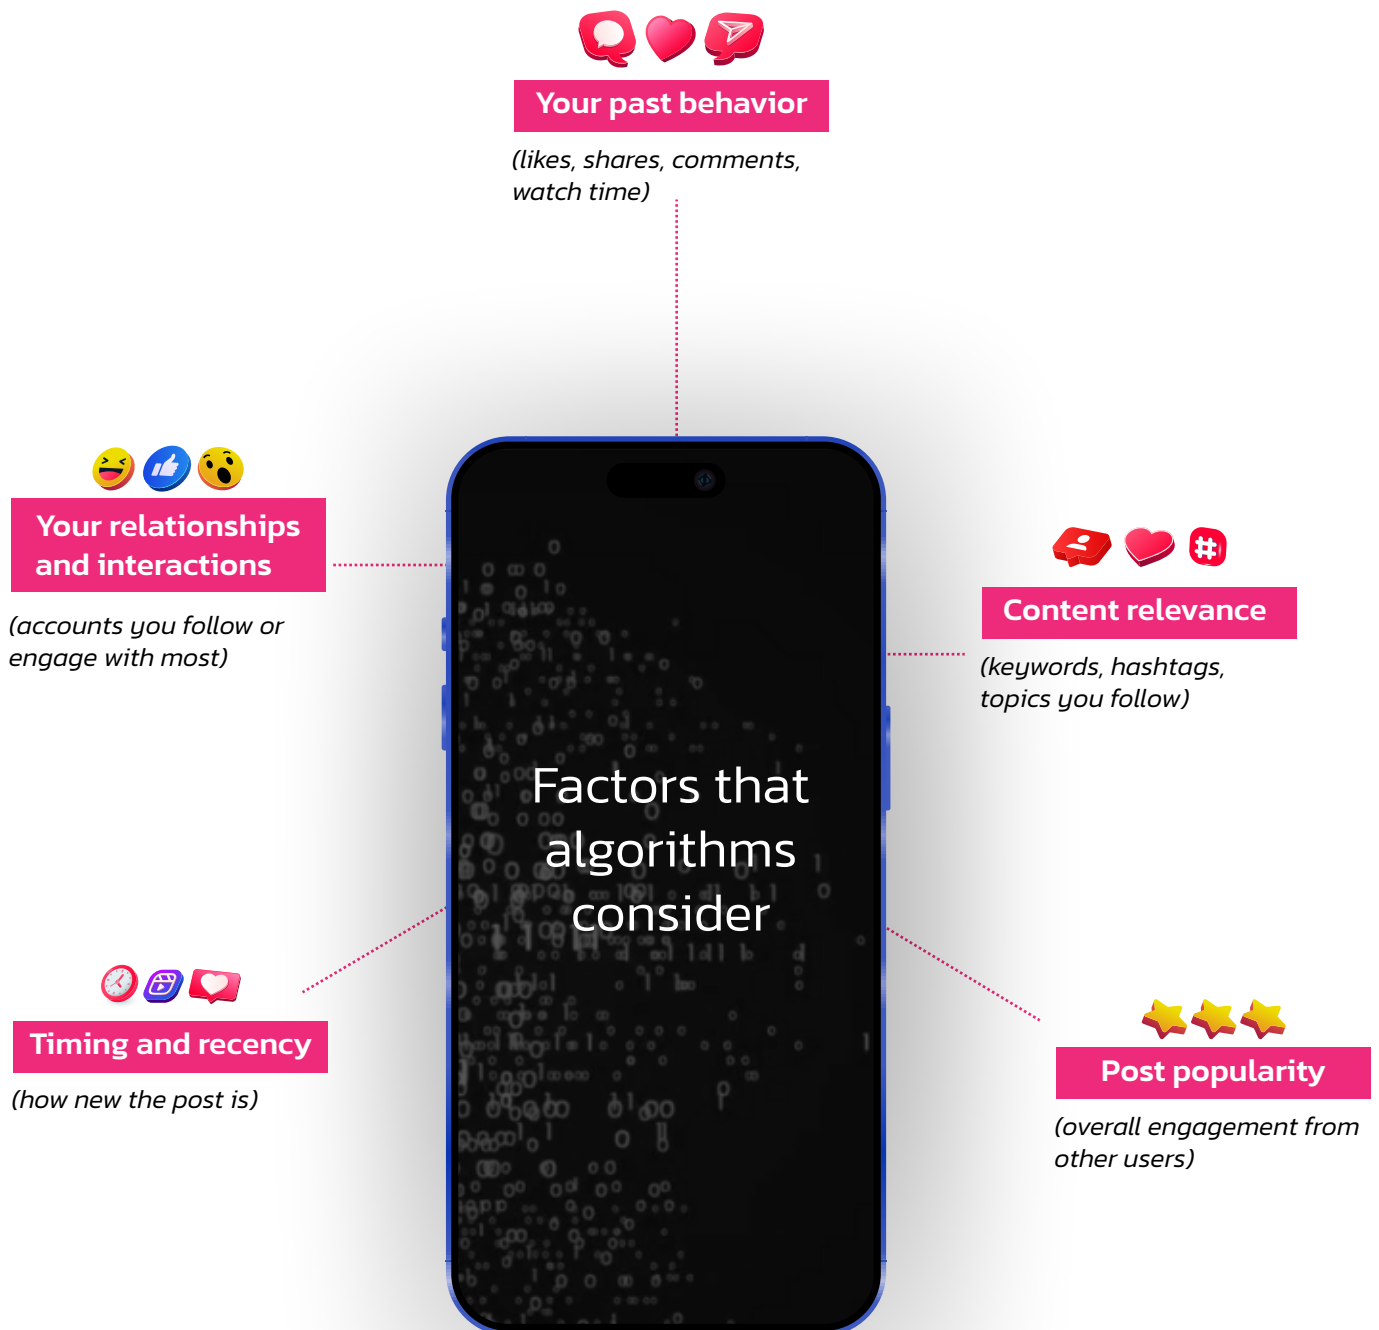 Your past behavior
(likes, shares, comments,
watch time)
Your relationships
and interactions
(accounts you follow or
engage with most)
Content relevance
(keywords, hashtags,
topics you follow)
Factors that
algorithms
consider
Timing and recency
(how new the post is)
Post popularity
(overall engagement from
other users)